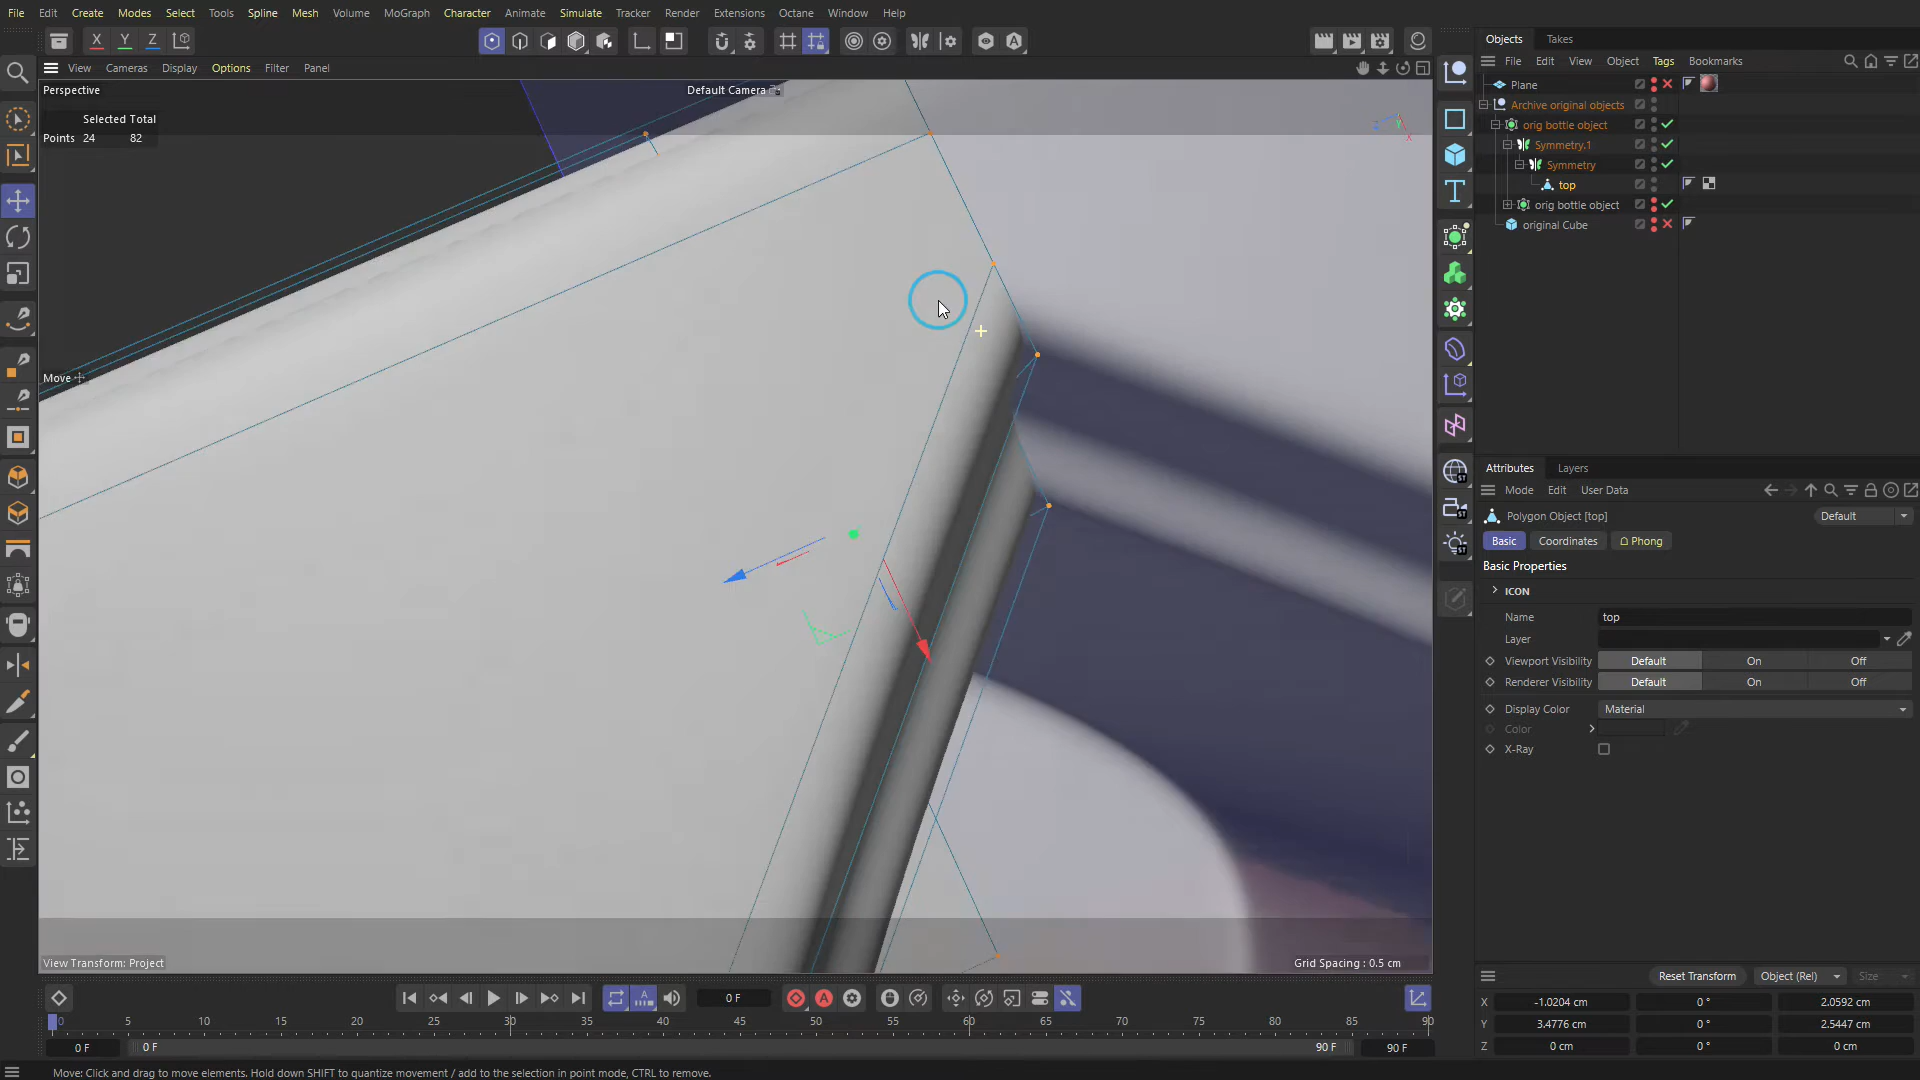 File Edit Create Modes Select Tools Spline Mesh Volume MoGraph Character Animate Simulate Tracker Render Extensions Octane Window Help
X Y Z
View Cameras Display Options Filter Panel
Perspective
Default Camera
Selected Total
Points 24 82
Move
View Transform: Project
Grid Spacing : 0.5 cm
Objects Takes
File Edit View Object Tags Bookmarks
Plane
Archive original objects
orig bottle object
Symmetry.1
Symmetry
top
orig bottle object
original Cube
Attributes Layers
Mode Edit User Data
Polygon Object [top]
Default
Basic Coordinates Phong
Basic Properties
ICON
Name top
Layer
Viewport Visibility Default On Off
Renderer Visibility Default On Off
Display Color Material
Color
X-Ray
Reset Transform Object (Rel) Size
X -1.0204 cm 0 ° 2.0592 cm
Y 3.4776 cm 0 ° 2.5447 cm
Z 0 cm 0 ° 0 cm
0 F
0 5 10 15 20 25 30 35 40 45 50 55 60 65 70 75 80 85 90
0 F 0 F 90 F 90 F
Move: Click and drag to move elements. Hold down SHIFT to quantize movement / add to the selection in point mode, CTRL to remove.